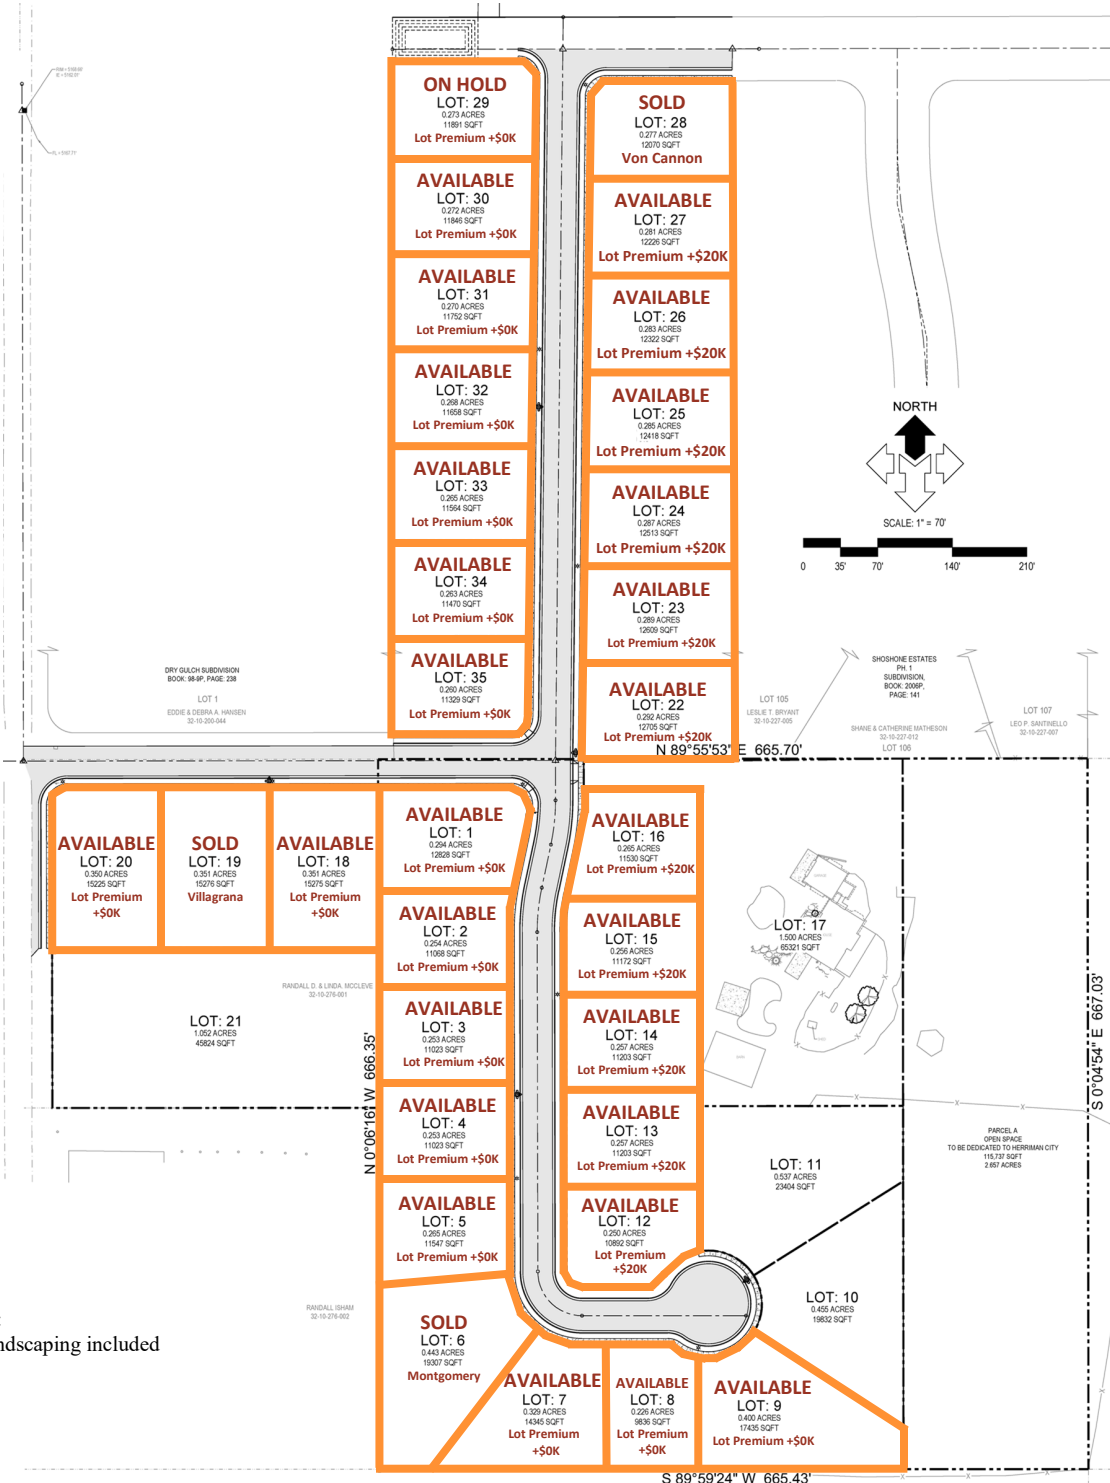 RIM = 5168.68'
IE = 5162.01'
FL = 5167.71'
ON HOLD
LOT: 29
0.273 ACRES
11891 SQFT
Lot Premium +$0K
SOLD
LOT: 28
0.277 ACRES
12070 SQFT
Von Cannon
AVAILABLE
LOT: 30
0.272 ACRES
11846 SQFT
Lot Premium +$0K
AVAILABLE
LOT: 27
0.281 ACRES
12226 SQFT
Lot Premium +$20K
AVAILABLE
LOT: 31
0.270 ACRES
11752 SQFT
Lot Premium +$0K
AVAILABLE
LOT: 26
0.283 ACRES
12322 SQFT
Lot Premium +$20K
AVAILABLE
LOT: 32
0.268 ACRES
11658 SQFT
Lot Premium +$0K
AVAILABLE
LOT: 25
0.285 ACRES
12418 SQFT
Lot Premium +$20K
NORTH
SCALE: 1" = 70'
0 35' 70' 140' 210'
AVAILABLE
LOT: 33
0.265 ACRES
11564 SQFT
Lot Premium +$0K
AVAILABLE
LOT: 24
0.287 ACRES
12513 SQFT
Lot Premium +$20K
AVAILABLE
LOT: 34
0.263 ACRES
11470 SQFT
Lot Premium +$0K
AVAILABLE
LOT: 23
0.289 ACRES
12609 SQFT
Lot Premium +$20K
AVAILABLE
LOT: 35
0.260 ACRES
11329 SQFT
Lot Premium +$0K
AVAILABLE
LOT: 22
0.292 ACRES
12705 SQFT
Lot Premium +$20K
DRY GULCH SUBDIVISION
BOOK: 98-9P, PAGE: 238
LOT 1
EDDIE & DEBRA A. HANSEN
32-10-200-044
SHOSHONE ESTATES
PH. 1
SUBDIVISION,
BOOK: 2006P,
PAGE: 141
LOT 105
LESLIE T. BRYANT
32-10-227-005
SHANE & CATHERINE MATHESON
32-10-227-012
LOT 106
LOT 107
LEO P. SANTINELLO
32-10-227-007
N 89°55'53" E 665.70'
AVAILABLE
LOT: 20
0.350 ACRES
15225 SQFT
Lot Premium
+$0K
SOLD
LOT: 19
0.351 ACRES
15276 SQFT
Villagrana
AVAILABLE
LOT: 18
0.351 ACRES
15275 SQFT
Lot Premium
+$0K
AVAILABLE
LOT: 1
0.294 ACRES
12828 SQFT
Lot Premium +$0K
AVAILABLE
LOT: 16
0.265 ACRES
11530 SQFT
Lot Premium +$20K
AVAILABLE
LOT: 2
0.254 ACRES
11068 SQFT
Lot Premium +$0K
AVAILABLE
LOT: 15
0.256 ACRES
11172 SQFT
Lot Premium +$20K
LOT: 17
1.500 ACRES
65321 SQFT
RANDALL D. & LINDA MCCLEVE
32-10-276-001
LOT: 21
1.052 ACRES
45824 SQFT
N 0°06'16" W 666.35'
AVAILABLE
LOT: 3
0.253 ACRES
11023 SQFT
Lot Premium +$0K
AVAILABLE
LOT: 14
0.257 ACRES
11203 SQFT
Lot Premium +$20K
S 0°04'54" E 667.03'
AVAILABLE
LOT: 4
0.253 ACRES
11023 SQFT
Lot Premium +$0K
AVAILABLE
LOT: 13
0.257 ACRES
11203 SQFT
Lot Premium +$20K
LOT: 11
0.537 ACRES
23404 SQFT
PARCEL A
OPEN SPACE
TO BE DEDICATED TO HERRIMAN CITY
115,737 SQFT
2.657 ACRES
AVAILABLE
LOT: 5
0.265 ACRES
11547 SQFT
Lot Premium +$0K
AVAILABLE
LOT: 12
0.250 ACRES
10892 SQFT
Lot Premium
+$20K
LOT: 10
0.455 ACRES
19832 SQFT
RANDALL ISHAM
32-10-276-002
ndscaping included
SOLD
LOT: 6
0.443 ACRES
19307 SQFT
Montgomery
AVAILABLE
LOT: 7
0.329 ACRES
14345 SQFT
Lot Premium
+$0K
AVAILABLE
LOT: 8
0.226 ACRES
9836 SQFT
Lot Premium
+$0K
AVAILABLE
LOT: 9
0.400 ACRES
17435 SQFT
Lot Premium +$0K
S 89°59'24" W 665.43'